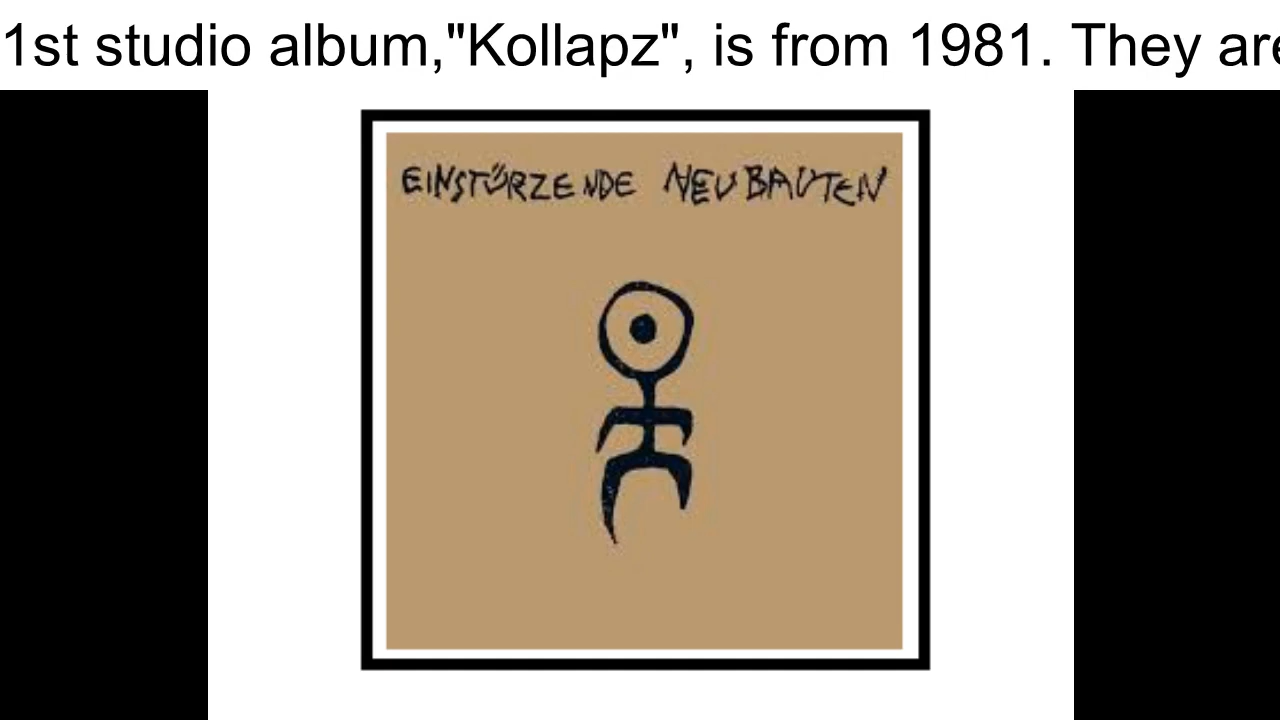 1st studio album,"Kollapz", is from 1981. They are
EINSTÜRZENDE NEUBAUTEN